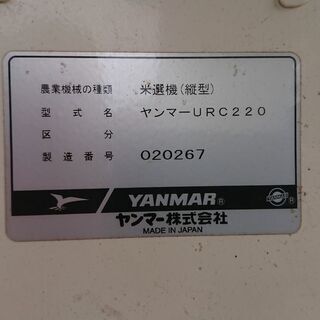 農業機械の種類 米選機(縦型)
型式名 ヤンマーURC220
区分
製造番号 020267
YANMAR®
ヤンマー株式会社
MADE IN JAPAN
®